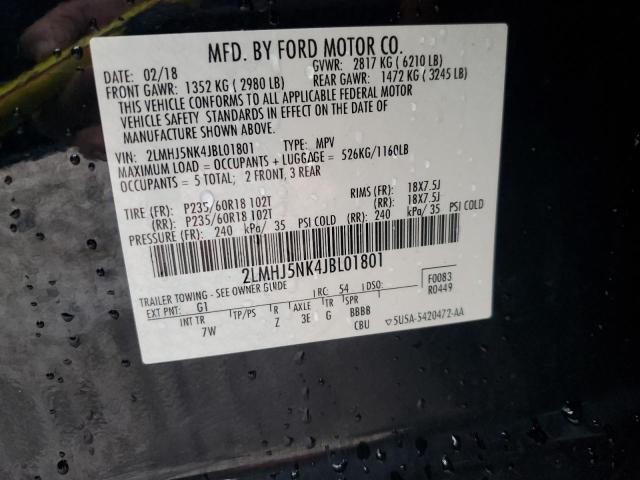 MFD. BY FORD MOTOR CO.
DATE: 02/18 GVWR: 2817 KG ( 6210 LB)
FRONT GAWR: 1352 KG ( 2980 LB) REAR GAWR: 1472 KG ( 3245 LB)
THIS VEHICLE CONFORMS TO ALL APPLICABLE FEDERAL MOTOR
VEHICLE SAFETY STANDARDS IN EFFECT ON THE DATE OF
MANUFACTURE SHOWN ABOVE.
VIN: 2LMHJ5NK4JBL01801 TYPE: MPV
MAXIMUM LOAD = OCCUPANTS + LUGGAGE = 526KG/1160LB
OCCUPANTS = 5 TOTAL; 2 FRONT, 3 REAR
TIRE (FR): P235/60R18 102T RIMS (FR): 18X7.5J
(RR): P235/60R18 102T (RR): 18X7.5J
PRESSURE (FR): 240 kPa/ 35 PSI COLD (RR): 240 kPa/ 35 PSI COLD
2LMHJ5NK4JBL01801
TRAILER TOWING - SEE OWNER GUIDE
EXT PNT: G1 RC: 54 DSO: F0083
R0449
INT TR TP/PS R AXLE TR SPR
7W Z 3E G BBBB
CBU ▽5USA-5420472-AA